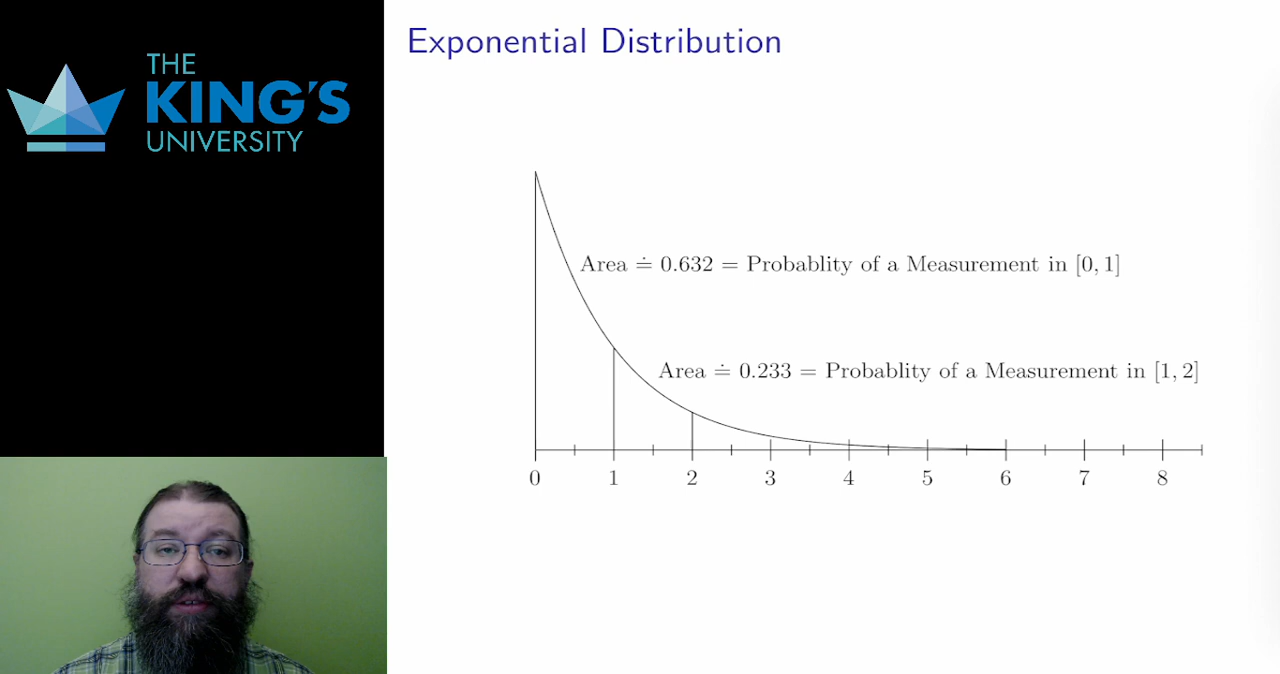 THE
KING'S
UNIVERSITY
Exponential Distribution
Area ≐ 0.632 = Probablity of a Measurement in [0, 1]
Area ≐ 0.233 = Probablity of a Measurement in [1, 2]
0 1 2 3 4 5 6 7 8